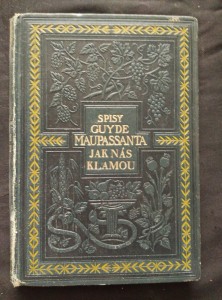 SPISY
GUY DE
MAUPASSANTA
JAK NÁS
KLAMOU